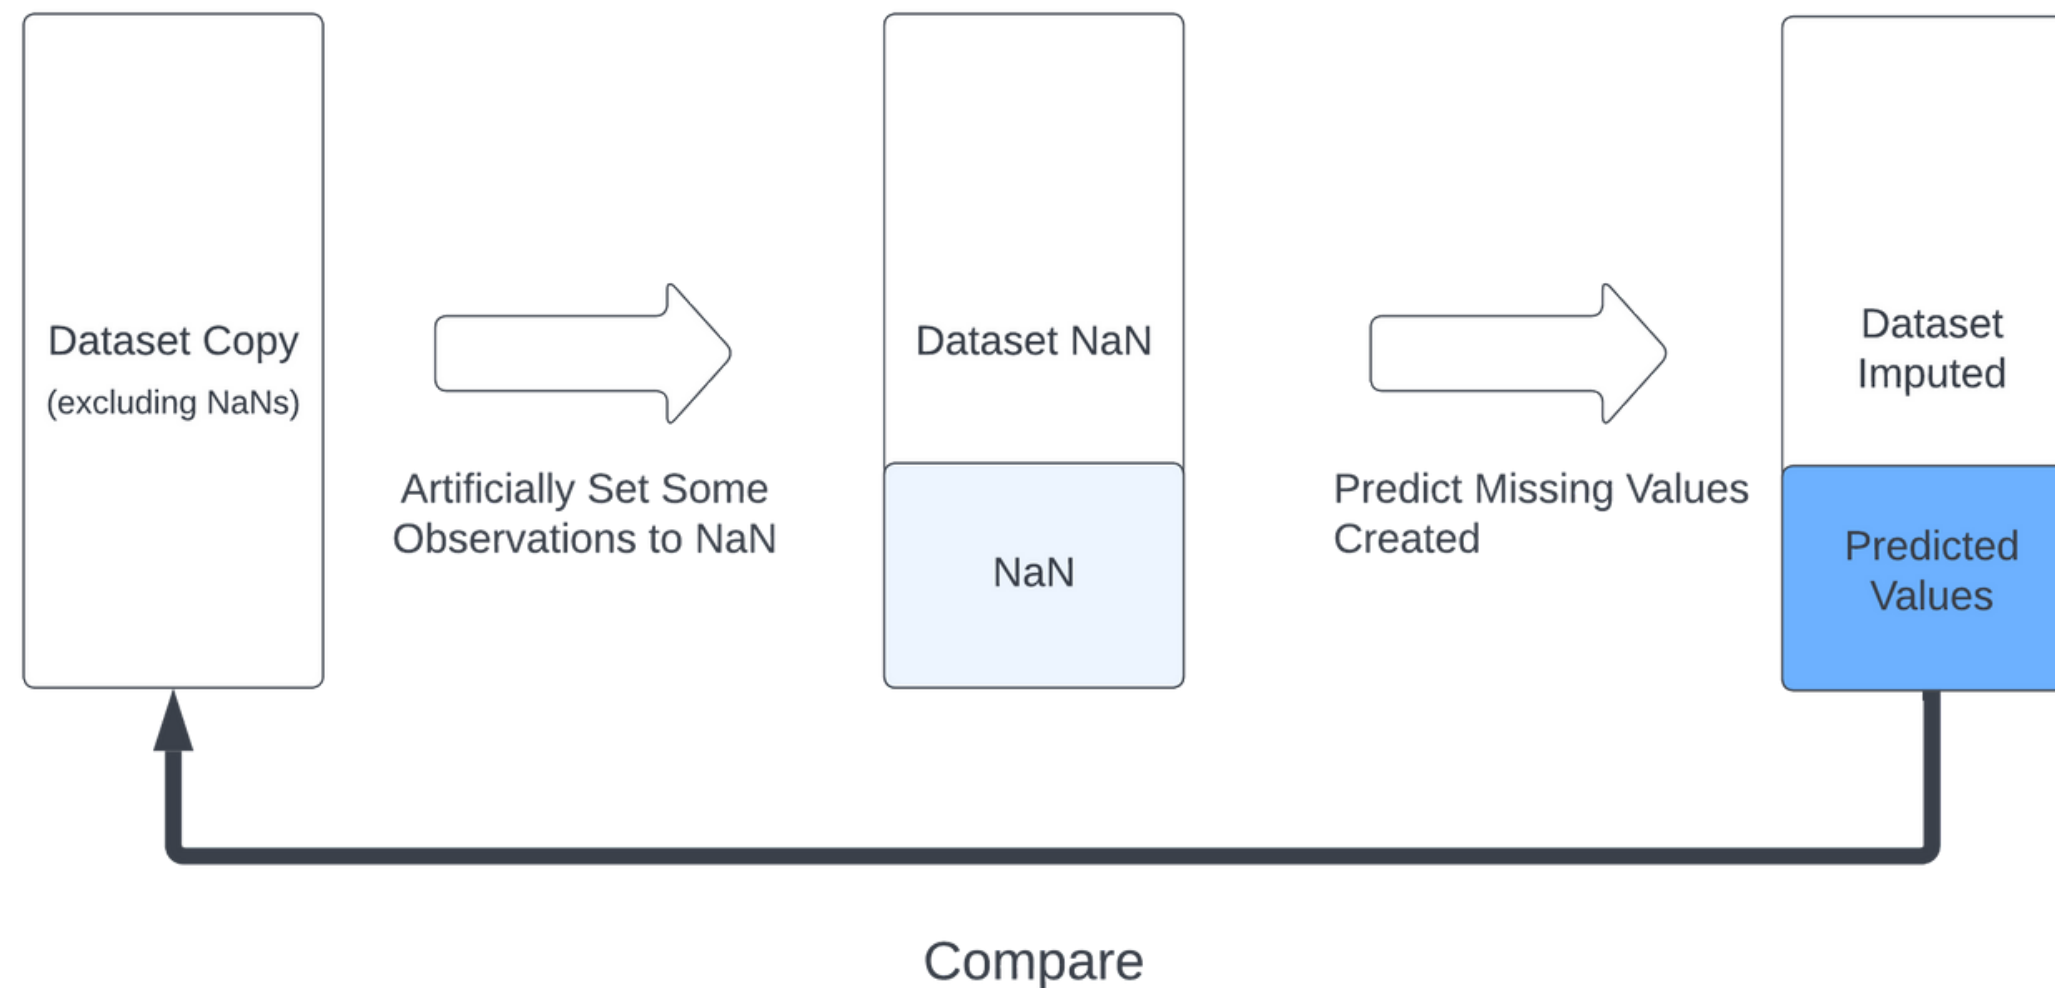 Dataset Copy
(excluding NaNs)
Artificially Set Some
Observations to NaN
Dataset NaN
NaN
Predict Missing Values
Created
Dataset
Imputed
Predicted
Values
Compare